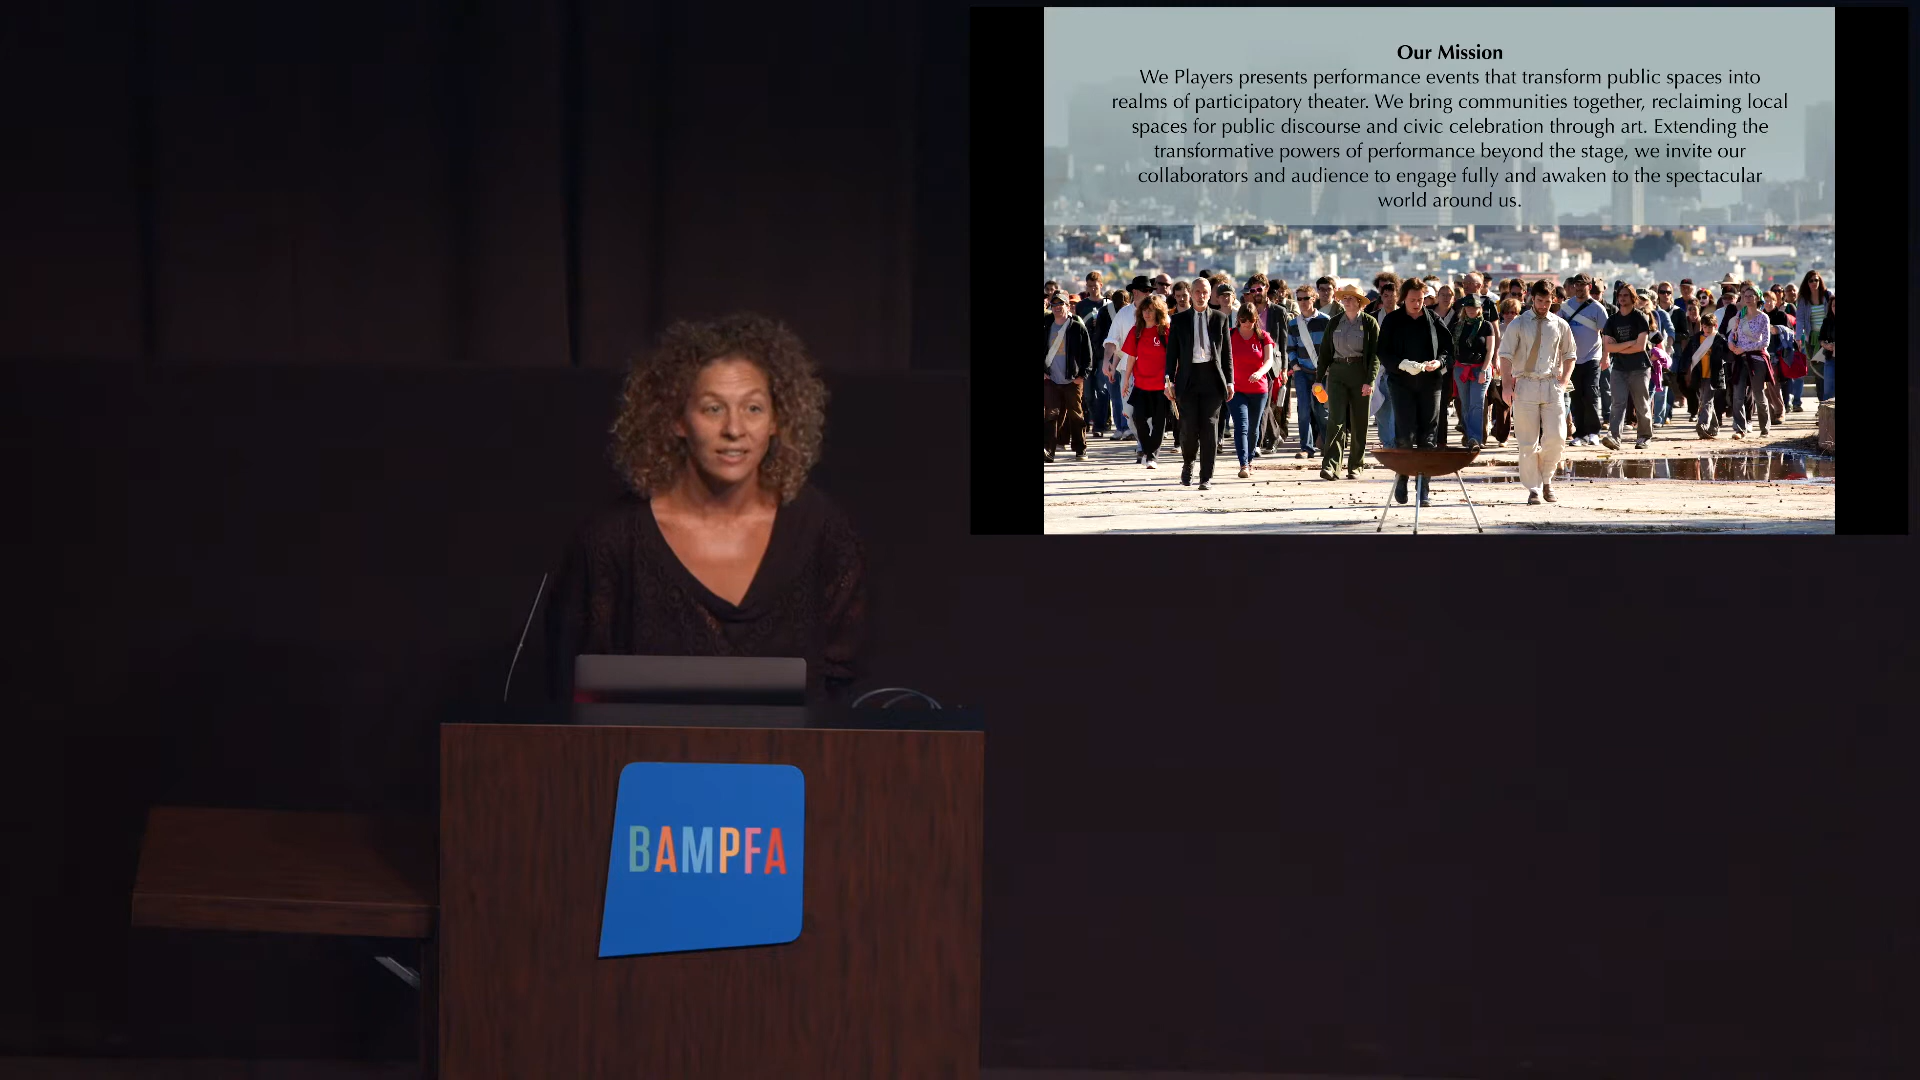 Our Mission
We Players presents performance events that transform public spaces into
realms of participatory theater. We bring communities together, reclaiming local
spaces for public discourse and civic celebration through art. Extending the
transformative powers of performance beyond the stage, we invite our
collaborators and audience to engage fully and awaken to the spectacular
world around us.
BAMPFA